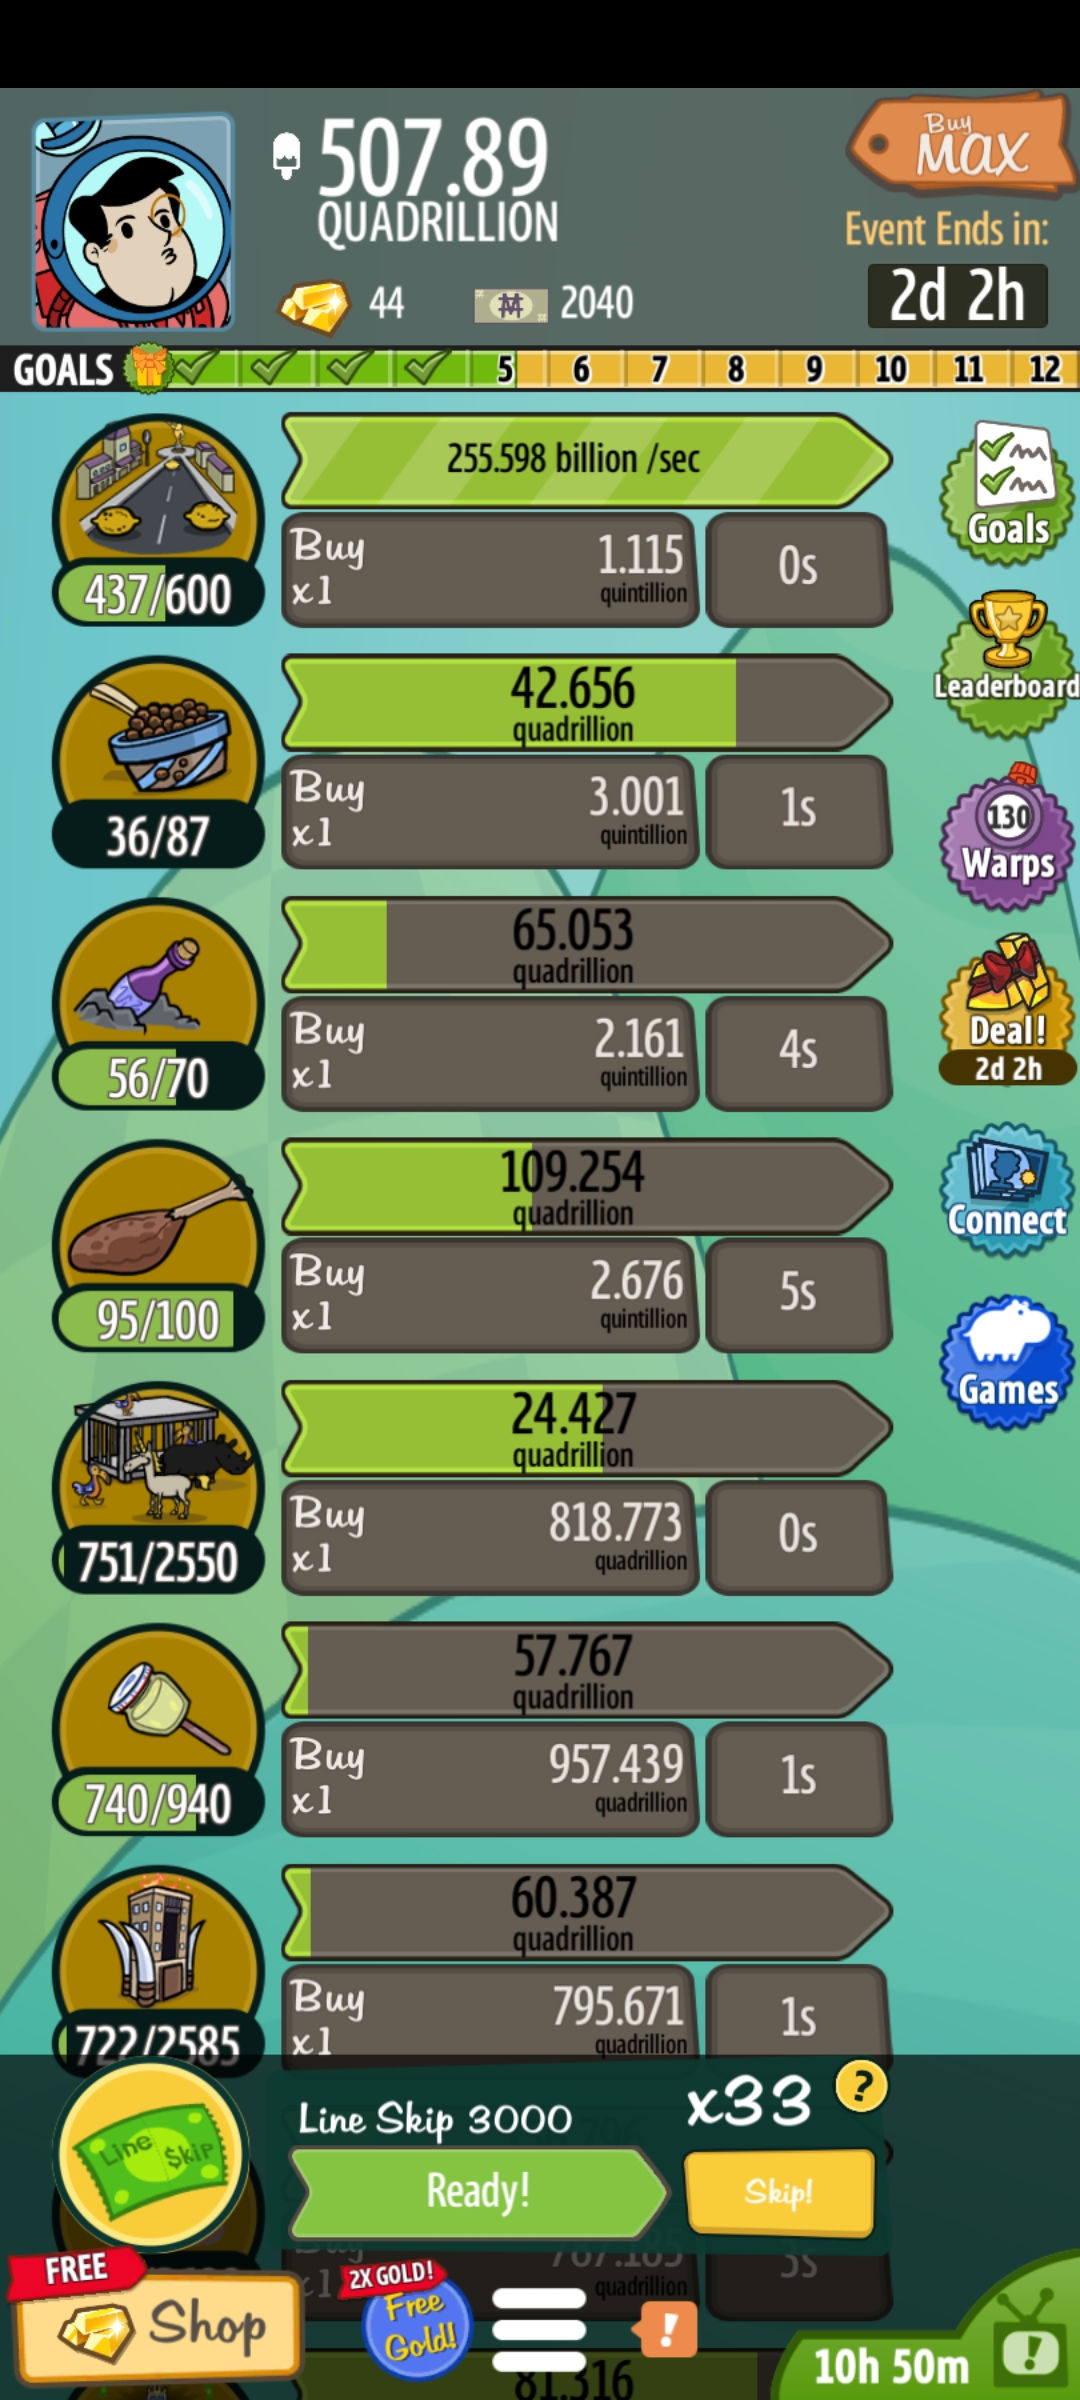 507.89
QUADRILLION
Buy
MAX
Event Ends in:
2d 2h
44
2040
GOALS
5 6 7 8 9 10 11 12
255.598 billion /sec
437/600
Buy
x1
1.115
quintillion
0s
Goals
Leaderboard
42.656
quadrillion
36/87
Buy
x1
3.001
quintillion
1s
130
Warps
65.053
quadrillion
56/70
Buy
x1
2.161
quintillion
4s
Deal!
2d 2h
109.254
quadrillion
95/100
Buy
x1
2.676
quintillion
5s
Connect
Games
24.427
quadrillion
751/2550
Buy
x1
818.773
quadrillion
0s
57.767
quadrillion
740/940
Buy
x1
957.439
quadrillion
1s
60.387
quadrillion
722/2585
Buy
x1
795.671
quadrillion
1s
Line Skip
Line Skip 3000
x33
?
Ready!
Skip!
quadrillion
3s
FREE
Shop
2X GOLD!
Free
Gold!
!
10h 50m
!
81.316